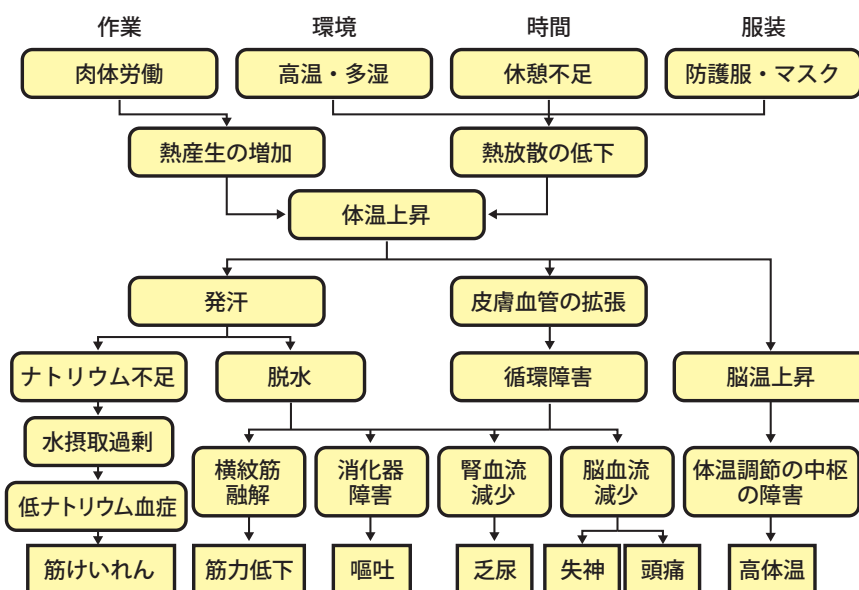 作業
環境
時間
服装
肉体労働
高温・多湿
休憩不足
防護服・マスク
熱産生の増加
熱放散の低下
体温上昇
発汗
皮膚血管の拡張
ナトリウム不足
脱水
循環障害
脳温上昇
水摂取過剰
横紋筋
融解
消化器
障害
腎血流
減少
脳血流
減少
体温調節の中枢
の障害
低ナトリウム血症
筋けいれん
筋力低下
嘔吐
乏尿
失神
頭痛
高体温